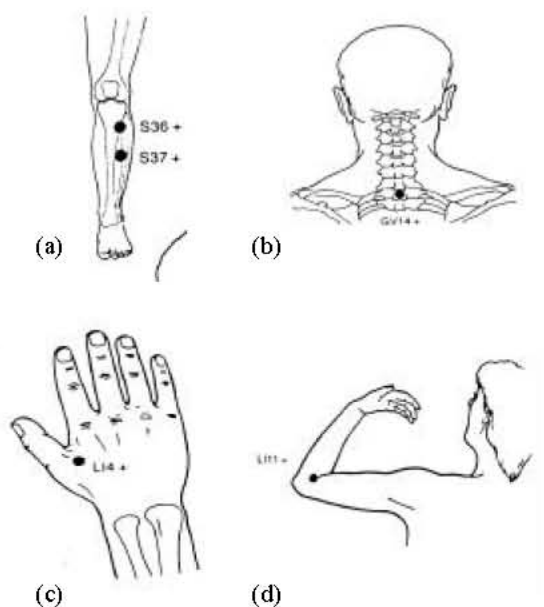 S36 +
S37 +
(a)
GV14 +
(b)
LI4 +
(c)
LI11 +
(d)